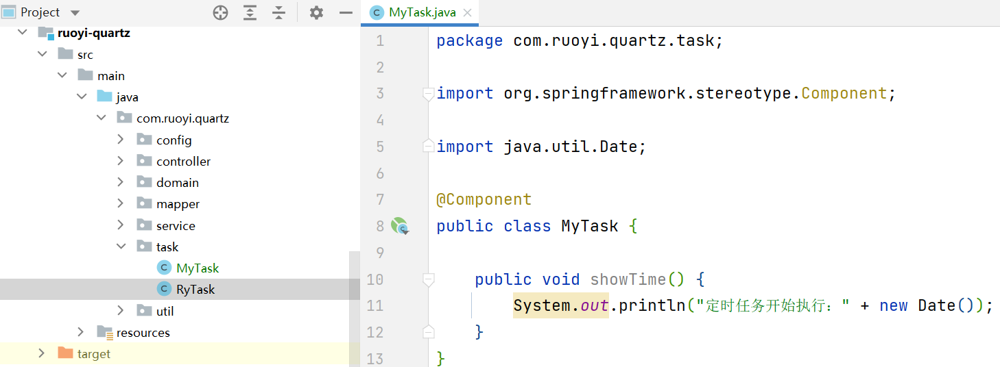 Project
ruoyi-quartz
src
main
java
com.ruoyi.quartz
config
controller
domain
mapper
service
task
MyTask
RyTask
util
resources
target
MyTask.java
1 package com.ruoyi.quartz.task;
2
3 import org.springframework.stereotype.Component;
4
5 import java.util.Date;
6
7 @Component
8 public class MyTask {
9
10 public void showTime() {
11 System.out.println("定时任务开始执行：" + new Date());
12 }
13 }